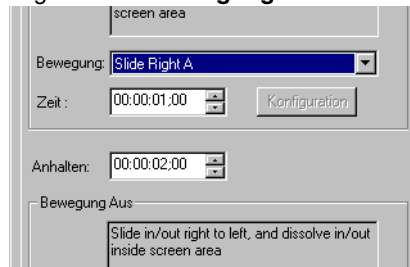 screen area
Bewegung: Slide Right A
Zeit : 00:00:01;00 Konfiguration
Anhalten: 00:00:02;00
Bewegung Aus
Slide in/out right to left, and dissolve in/out
inside screen area